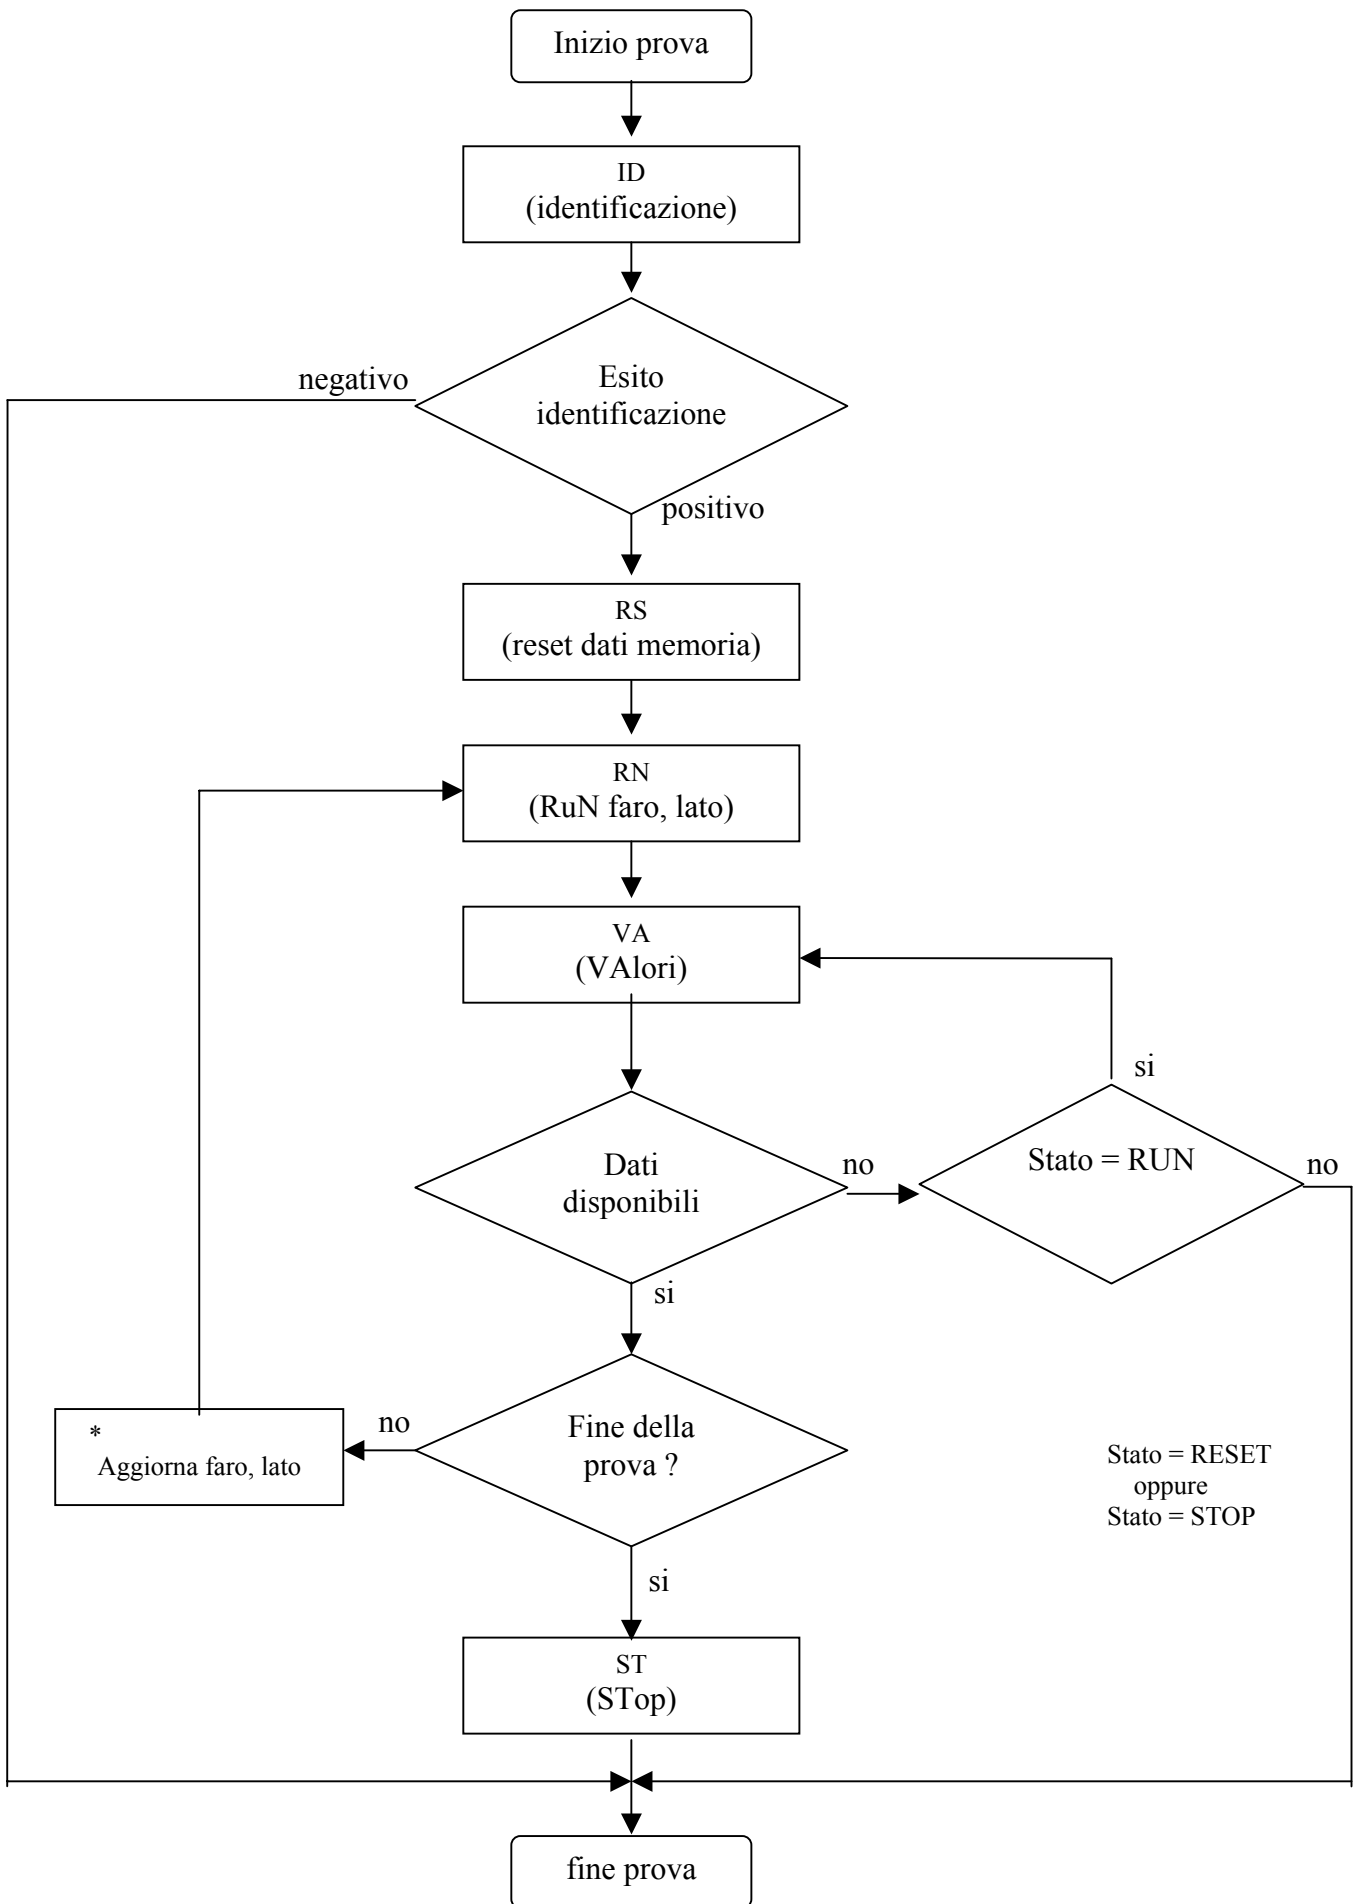 Inizio prova
ID
(identificazione)
negativo
Esito
identificazione
positivo
RS
(reset dati memoria)
RN
(RuN faro, lato)
VA
(VAlori)
si
Dati
disponibili
no
Stato = RUN
no
si
Fine della
prova ?
no
*
Aggiorna faro, lato
Stato = RESET
oppure
Stato = STOP
si
ST
(STop)
fine prova